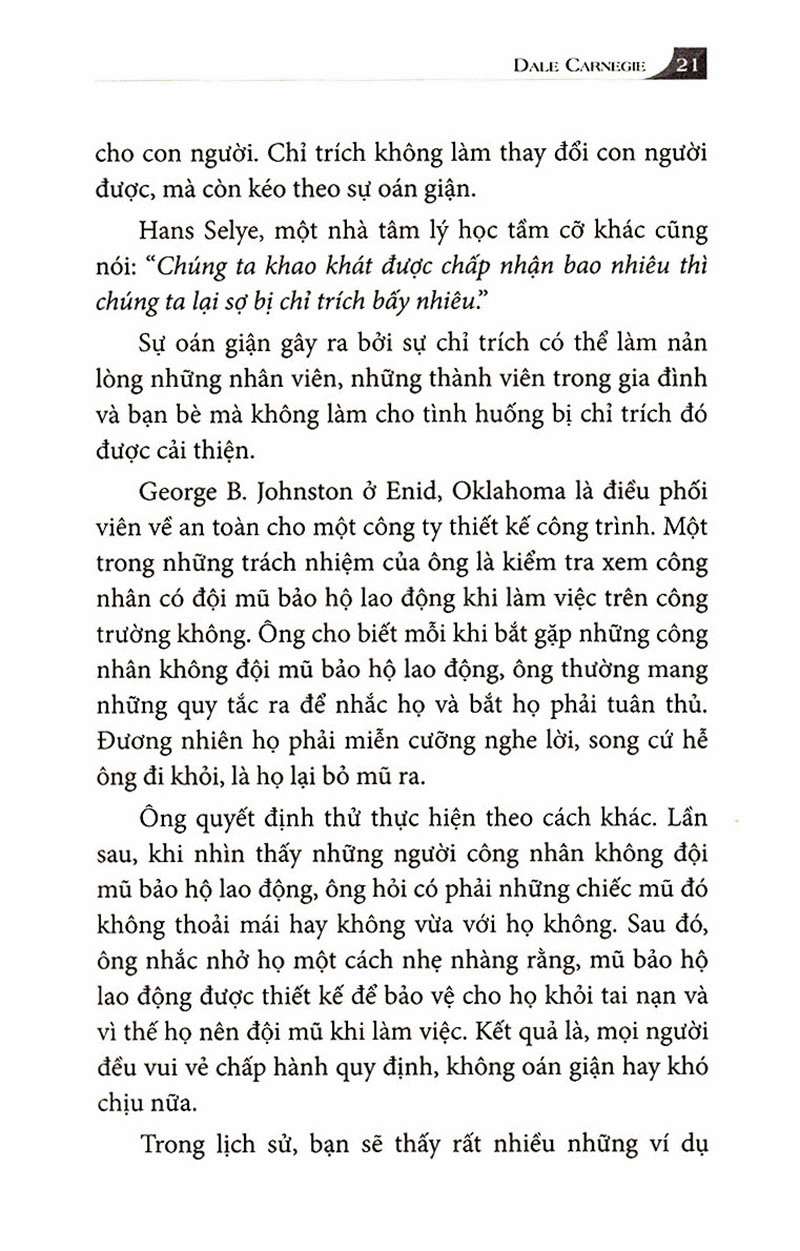 DALE CARNEGIE 21
cho con người. Chỉ trích không làm thay đổi con người
được, mà còn kéo theo sự oán giận.
Hans Selye, một nhà tâm lý học tầm cỡ khác cũng
nói: “Chúng ta khao khát được chấp nhận bao nhiêu thì
chúng ta lại sợ bị chỉ trích bấy nhiêu.”
Sự oán giận gây ra bởi sự chỉ trích có thể làm nản
lòng những nhân viên, những thành viên trong gia đình
và bạn bè mà không làm cho tình huống bị chỉ trích đó
được cải thiện.
George B. Johnston ở Enid, Oklahoma là điều phối
viên về an toàn cho một công ty thiết kế công trình. Một
trong những trách nhiệm của ông là kiểm tra xem công
nhân có đội mũ bảo hộ lao động khi làm việc trên công
trường không. Ông cho biết mỗi khi bắt gặp những công
nhân không đội mũ bảo hộ lao động, ông thường mang
những quy tắc ra để nhắc họ và bắt họ phải tuân thủ.
Đương nhiên họ phải miễn cưỡng nghe lời, song cứ hễ
ông đi khỏi, là họ lại bỏ mũ ra.
Ông quyết định thử thực hiện theo cách khác. Lần
sau, khi nhìn thấy những người công nhân không đội
mũ bảo hộ lao động, ông hỏi có phải những chiếc mũ đó
không thoải mái hay không vừa với họ không. Sau đó,
ông nhắc nhở họ một cách nhẹ nhàng rằng, mũ bảo hộ
lao động được thiết kế để bảo vệ cho họ khỏi tai nạn và
vì thế họ nên đội mũ khi làm việc. Kết quả là, mọi người
đều vui vẻ chấp hành quy định, không oán giận hay khó
chịu nữa.
Trong lịch sử, bạn sẽ thấy rất nhiều những ví dụ